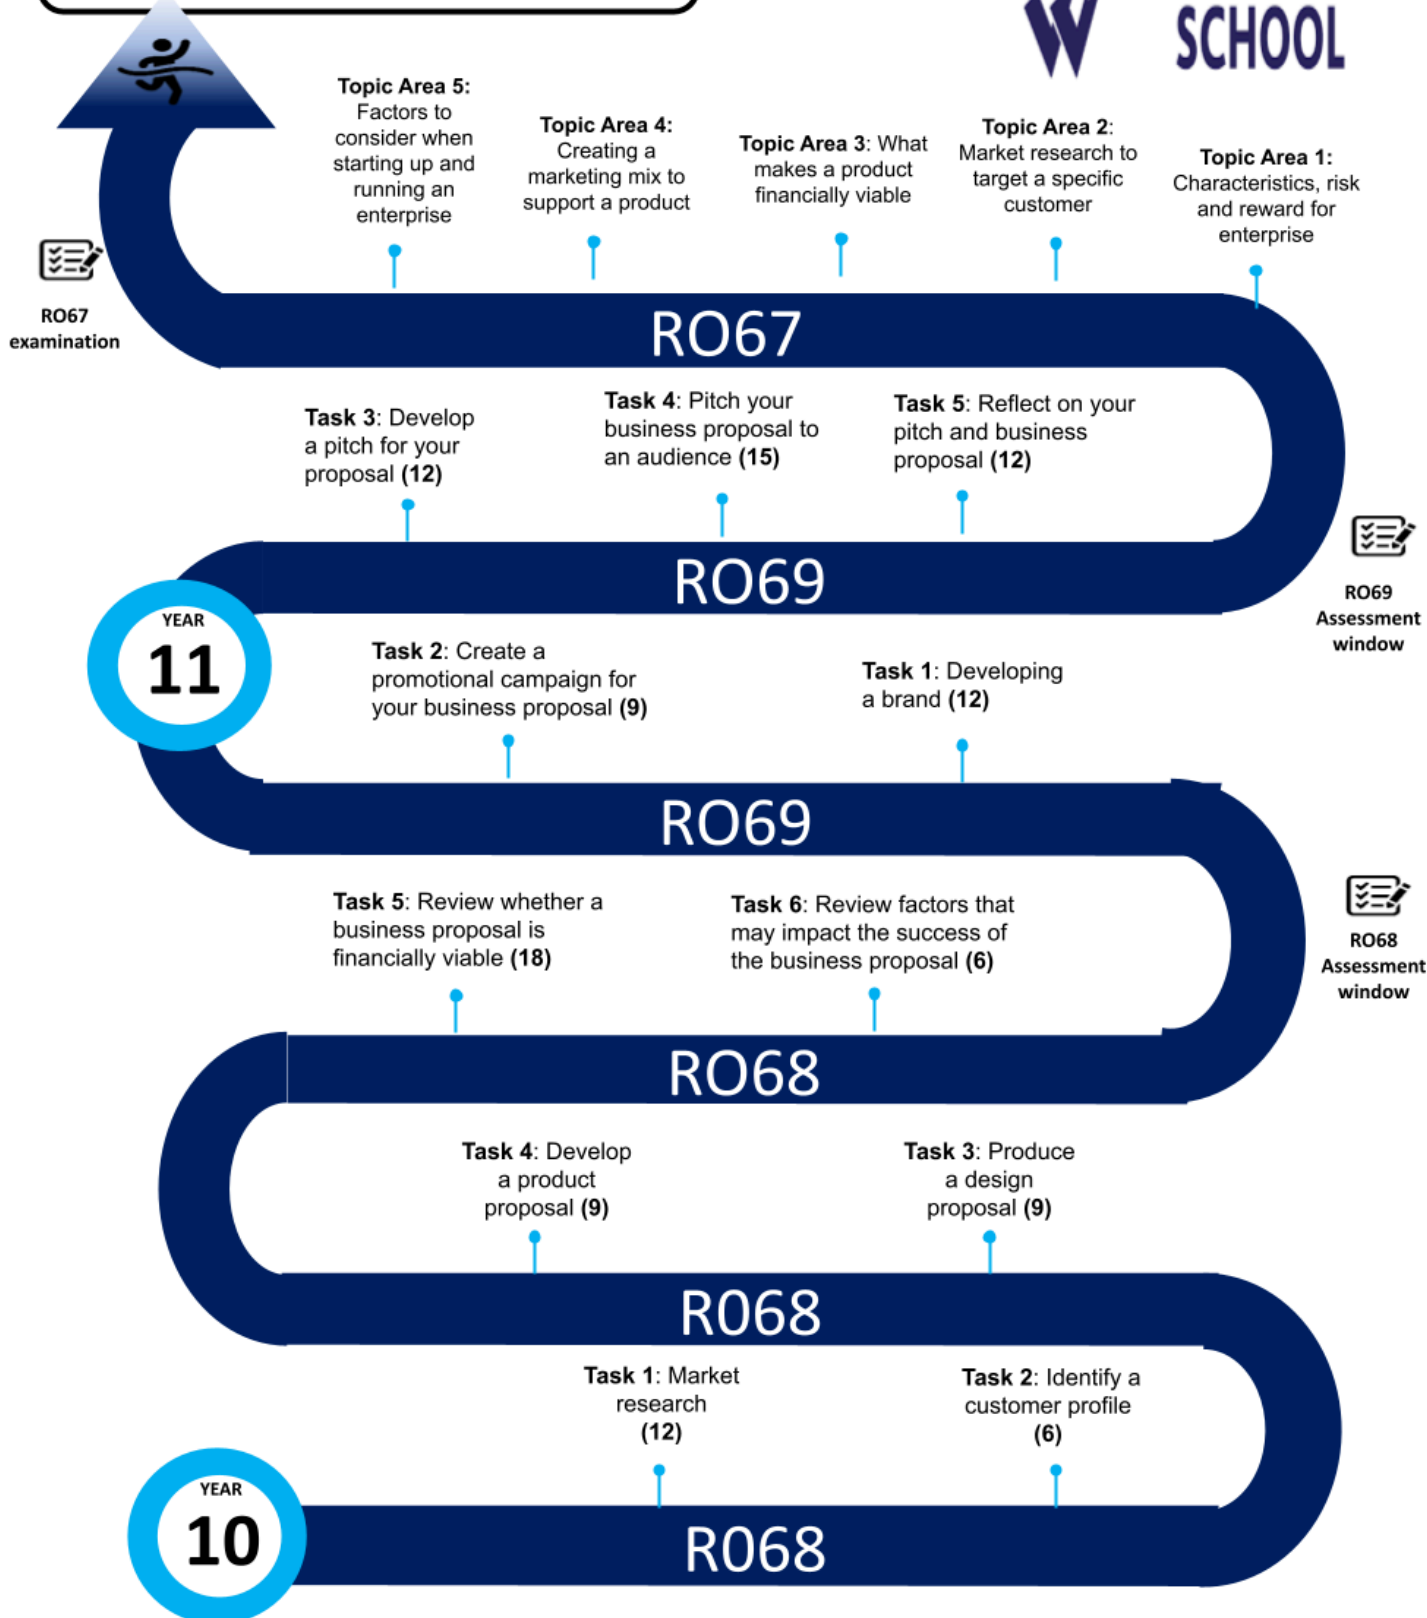 W SCHOOL
Topic Area 5:
Factors to
consider when
starting up and
running an
enterprise
Topic Area 4:
Creating a
marketing mix to
support a product
Topic Area 3: What
makes a product
financially viable
Topic Area 2:
Market research to
target a specific
customer
Topic Area 1:
Characteristics, risk
and reward for
enterprise
RO67
examination
RO67
Task 3: Develop
a pitch for your
proposal (12)
Task 4: Pitch your
business proposal to
an audience (15)
Task 5: Reflect on your
pitch and business
proposal (12)
RO69
RO69
Assessment
window
YEAR
11
Task 2: Create a
promotional campaign for
your business proposal (9)
Task 1: Developing
a brand (12)
RO69
Task 5: Review whether a
business proposal is
financially viable (18)
Task 6: Review factors that
may impact the success of
the business proposal (6)
RO68
Assessment
window
RO68
Task 4: Develop
a product
proposal (9)
Task 3: Produce
a design
proposal (9)
R068
Task 1: Market
research
(12)
Task 2: Identify a
customer profile
(6)
YEAR
10
R068